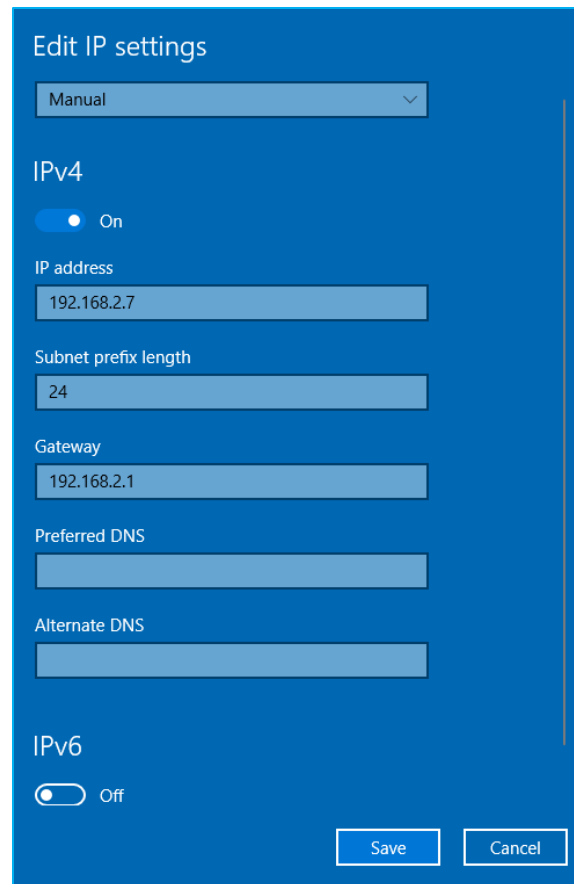 Edit IP settings
Manual
IPv4
On
IP address
192.168.2.7
Subnet prefix length
24
Gateway
192.168.2.1
Preferred DNS
Alternate DNS
IPv6
Off
Save Cancel